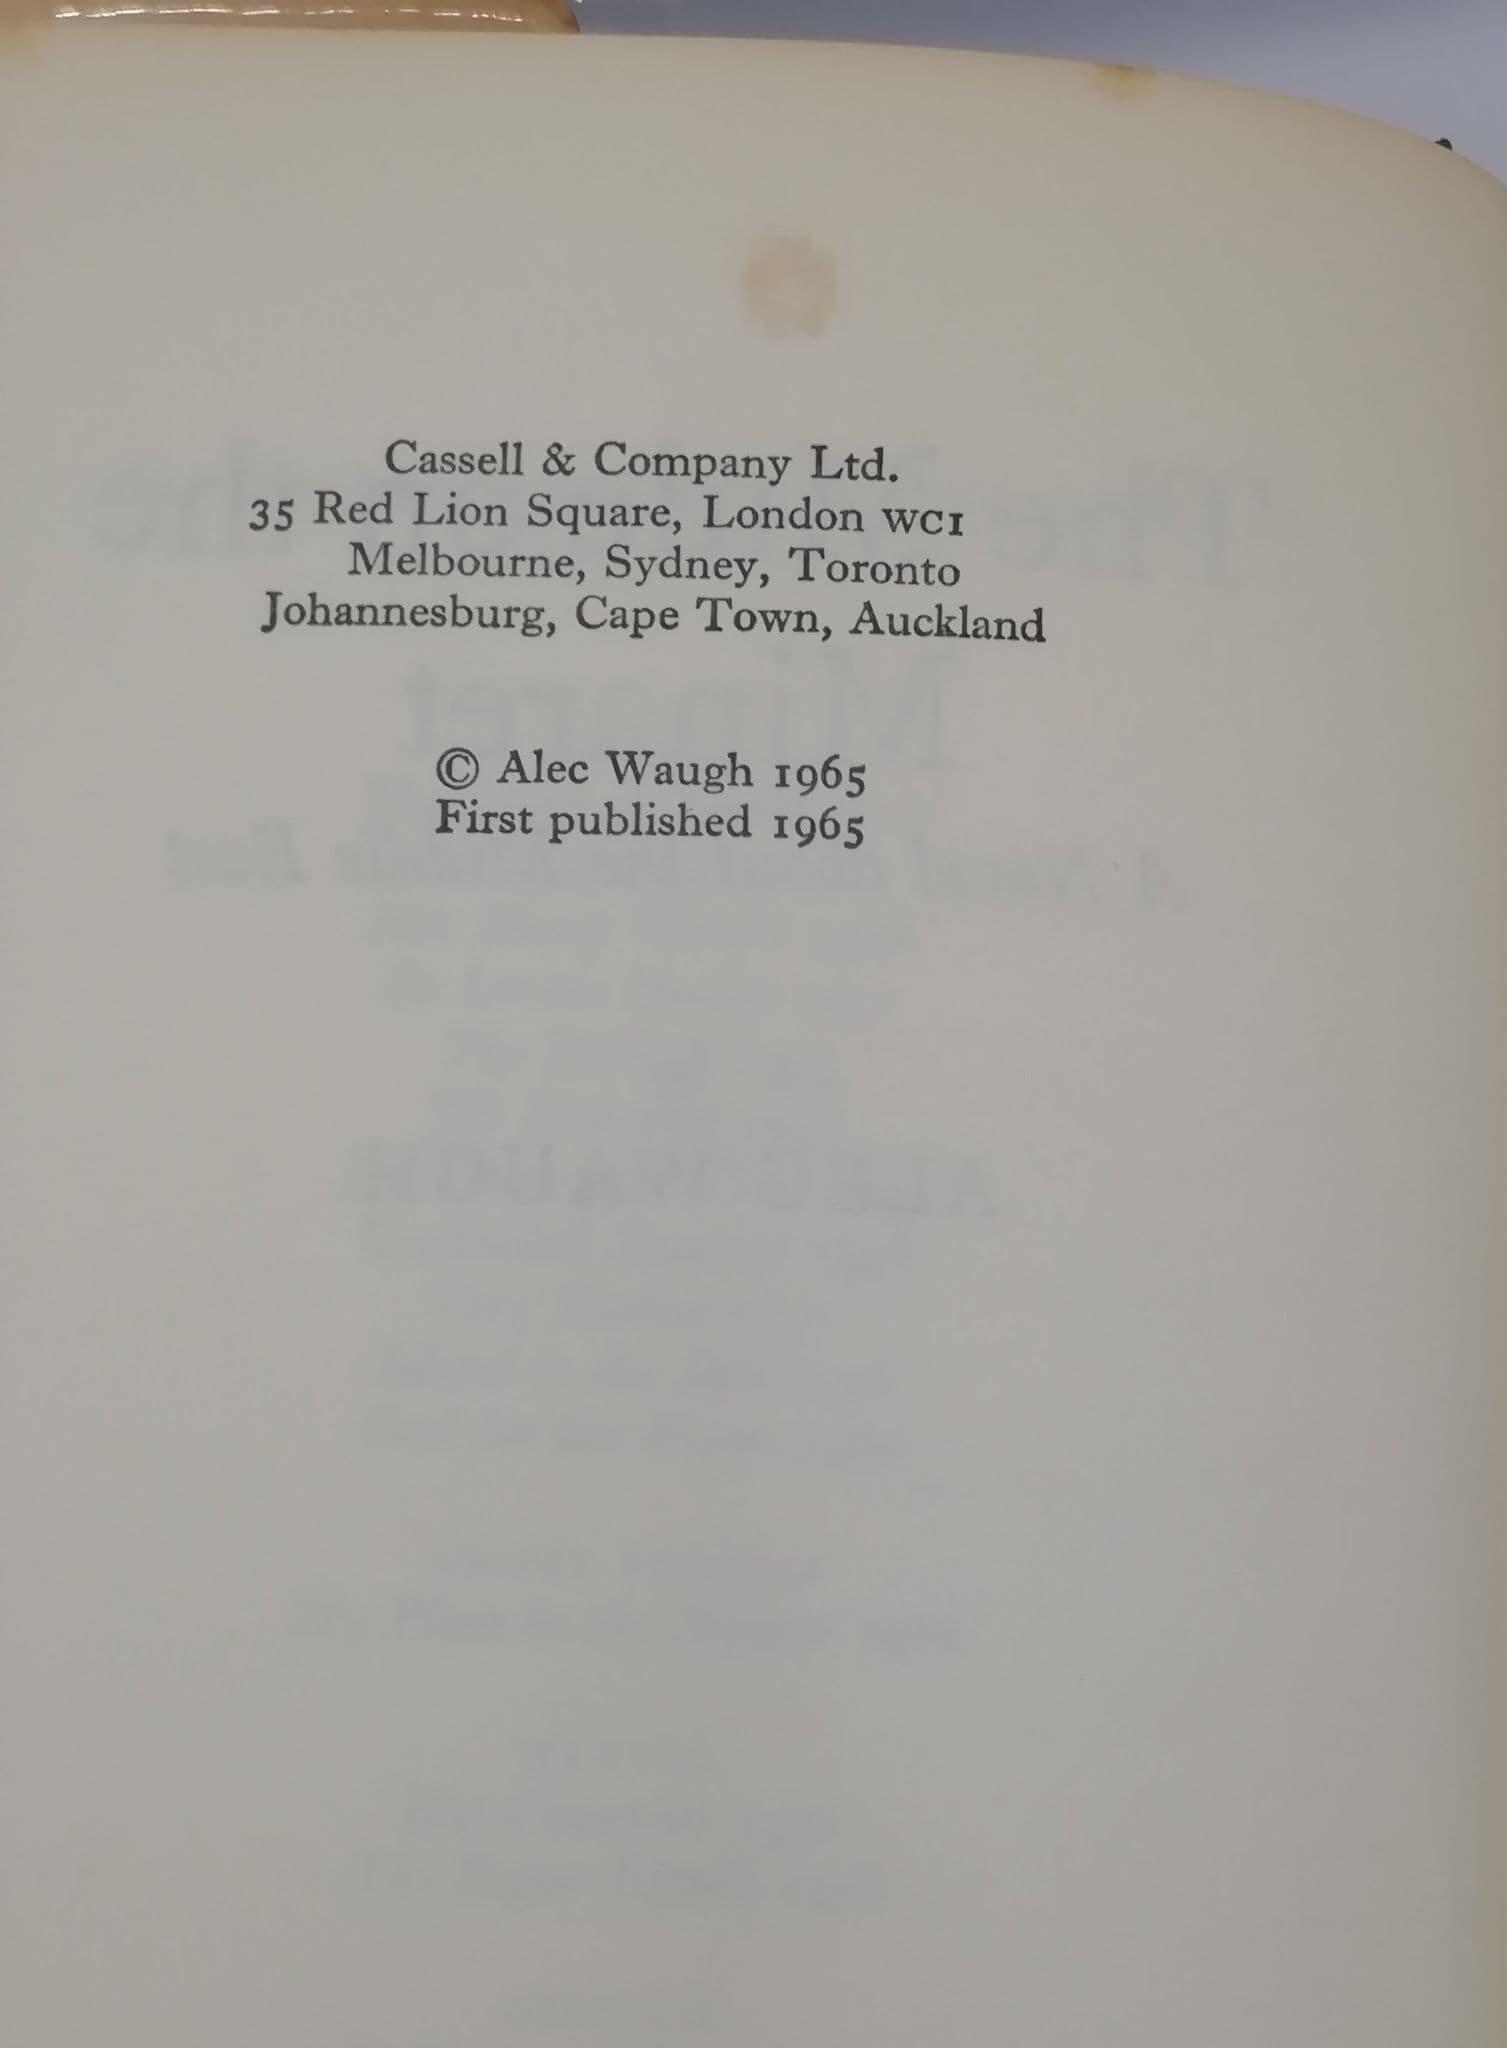 Cassell & Company Ltd.
35 Red Lion Square, London WC1
Melbourne, Sydney, Toronto
Johannesburg, Cape Town, Auckland
© Alec Waugh 1965
First published 1965